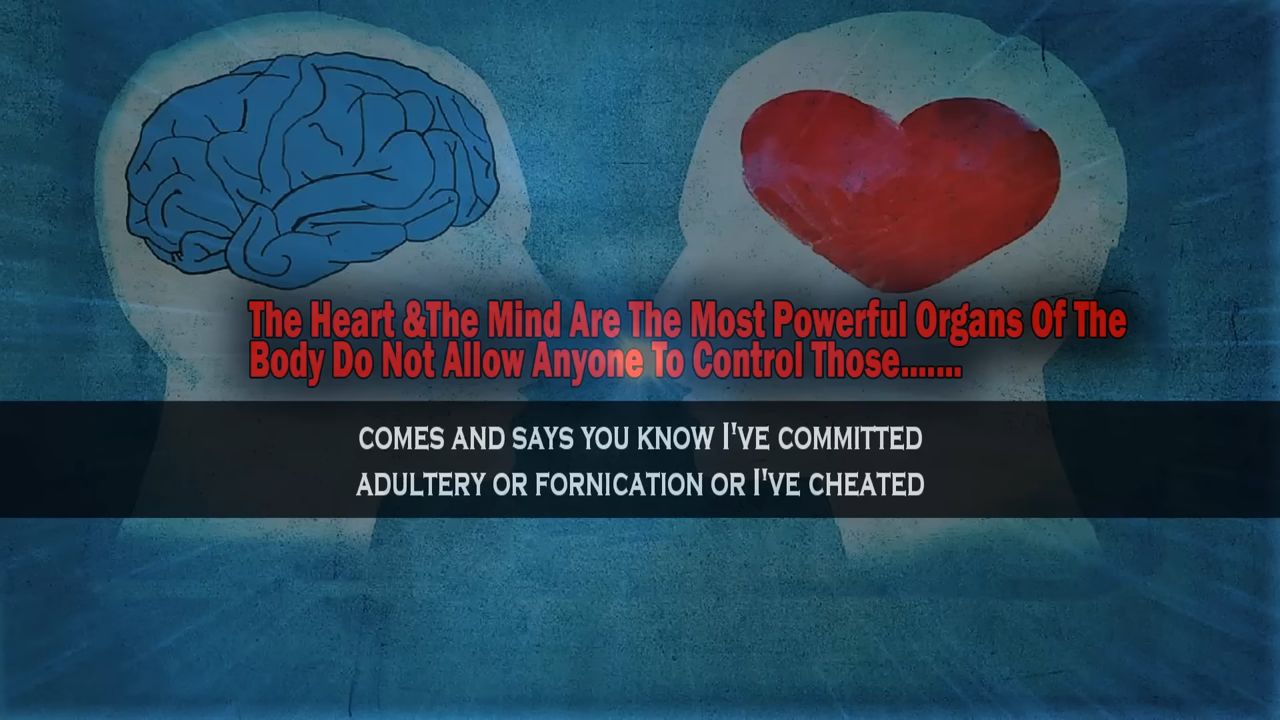 The Heart &The Mind Are The Most Powerful Organs Of The
Body Do Not Allow Anyone To Control Those.......
COMES AND SAYS YOU KNOW I'VE COMMITTED
ADULTERY OR FORNICATION OR I'VE CHEATED